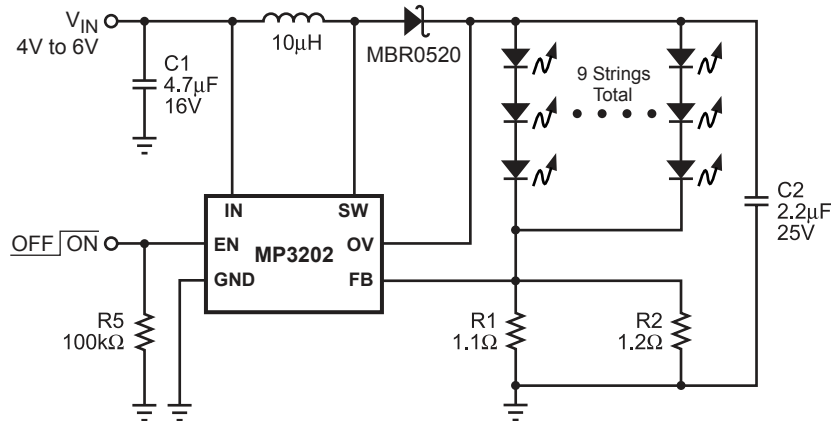 VIN
4V to 6V
C1
4.7μF
16V
10μH
MBR0520
9 Strings
Total
C2
2.2μF
25V
IN
SW
OFF ON
EN
MP3202
OV
GND
FB
R5
100kΩ
R1
1.1Ω
R2
1.2Ω